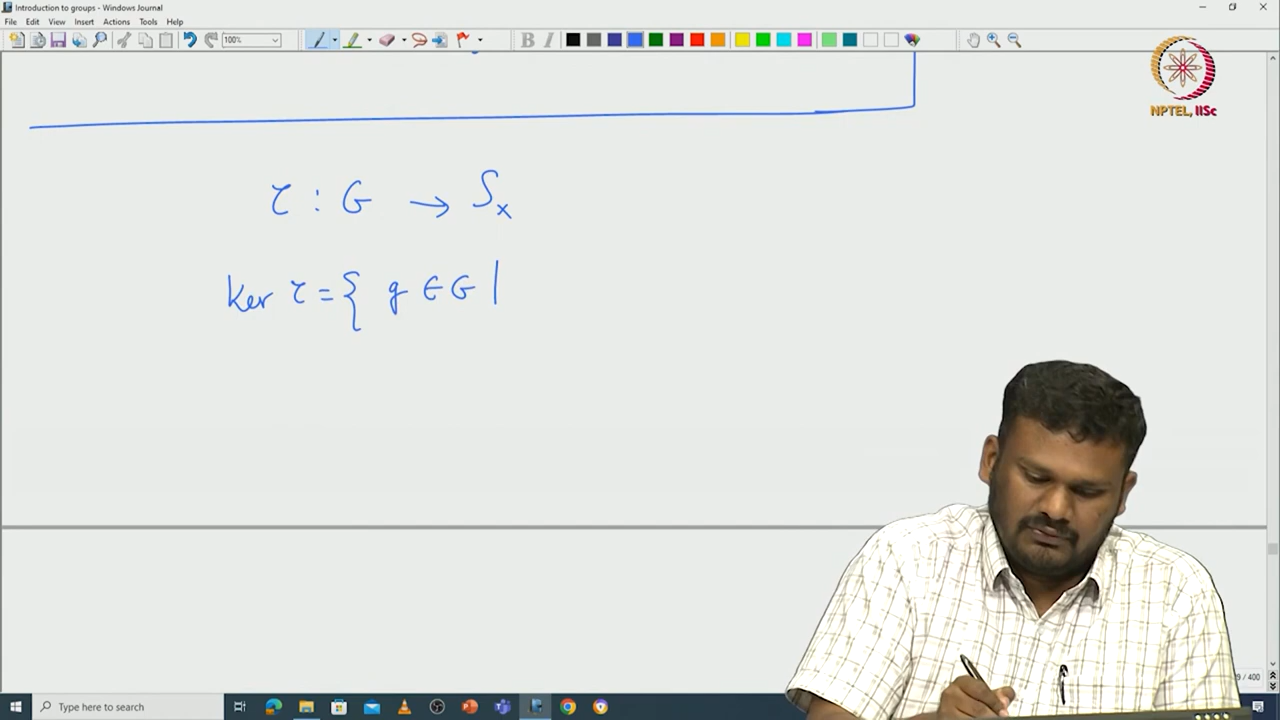 Introduction to groups - Windows Journal
File Edit View Insert Actions Tools Help
100%
B I
NPTEL, IISc
τ : G → S_x
Ker τ = { g ∈ G |
/ 400
Type here to search